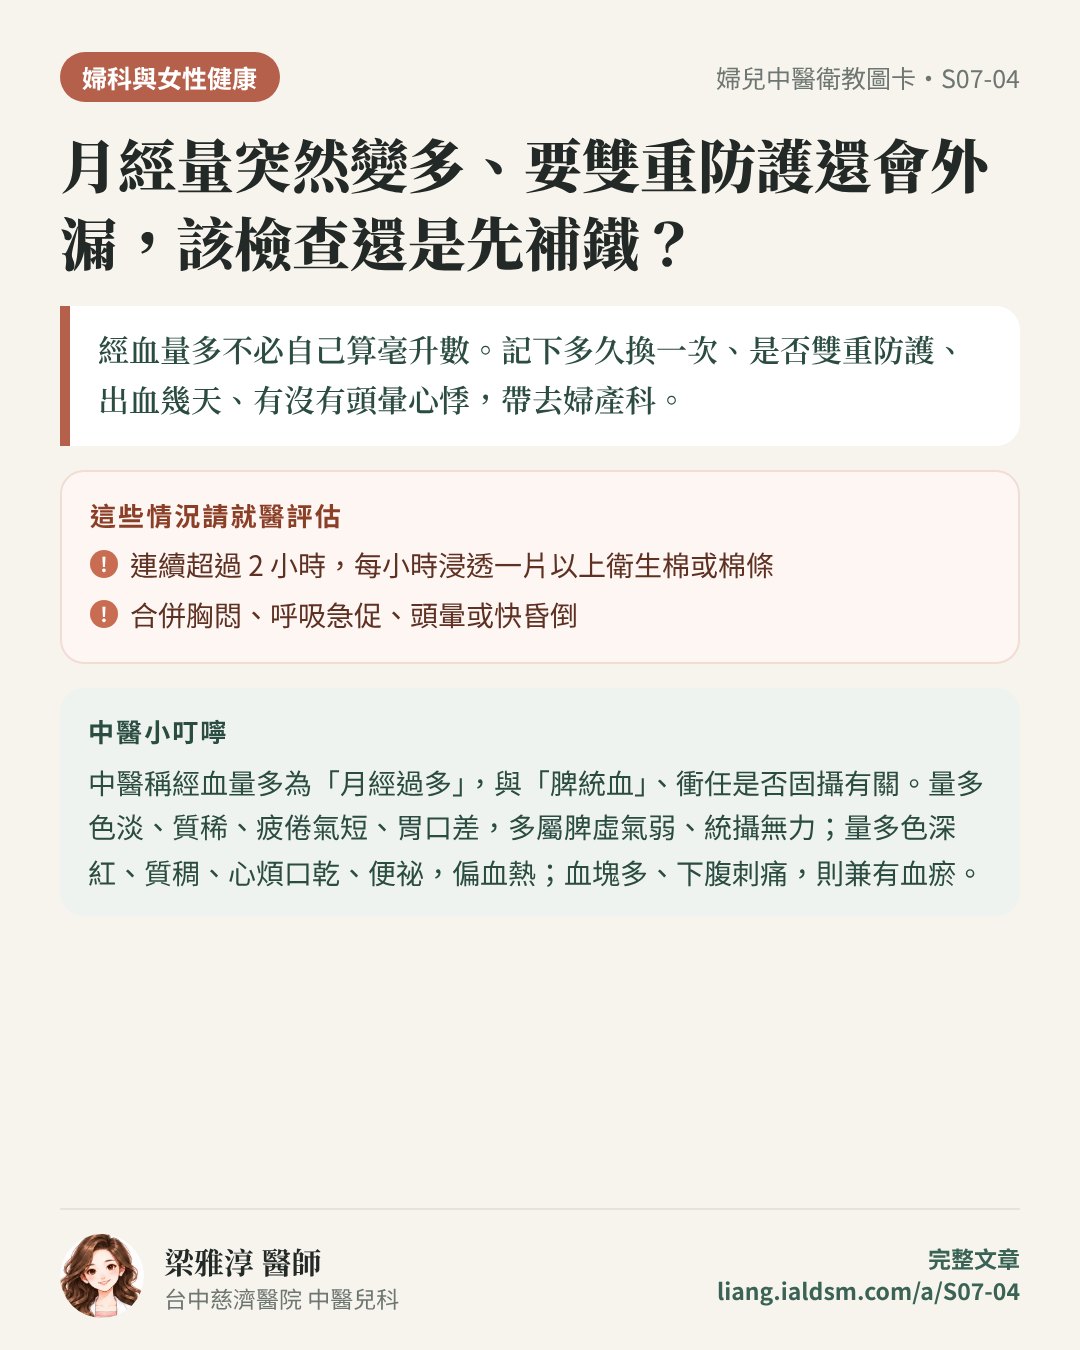 婦科與女性健康
婦兒中醫衛教圖卡・S07-04
月經量突然變多、要雙重防護還會外
漏，該檢查還是先補鐵？
經血量多不必自己算毫升數。記下多久換一次、是否雙重防護、
出血幾天、有沒有頭暈心悸，帶去婦產科。
這些情況請就醫評估
! 連續超過 2 小時，每小時浸透一片以上衛生棉或棉條
! 合併胸悶、呼吸急促、頭暈或快昏倒
中醫小叮嚀
中醫稱經血量多為「月經過多」，與「脾統血」、衝任是否固攝有關。量多
色淡、質稀、疲倦氣短、胃口差，多屬脾虛氣弱、統攝無力；量多色深
紅、質稠、心煩口乾、便祕，偏血熱；血塊多、下腹刺痛，則兼有血瘀。
梁雅淳 醫師
台中慈濟醫院 中醫兒科
完整文章
liang.ialdsm.com/a/S07-04